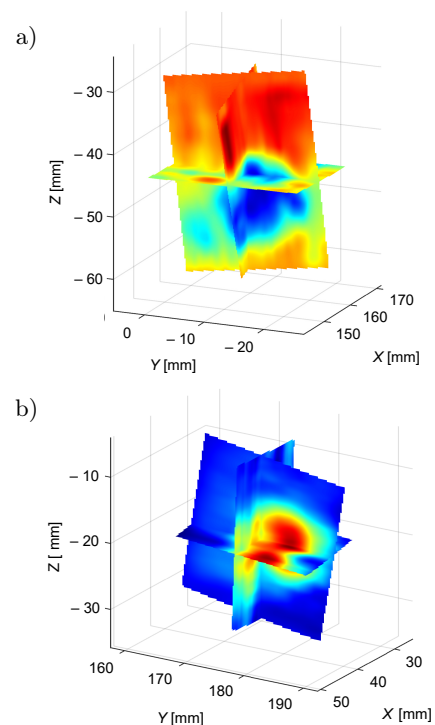 a)
– 30
– 40
– 50
– 60
Z [mm]
0
– 10
– 20
Y [mm]
150
160
170
X [mm]
b)
– 10
– 20
– 30
Z [ mm]
160
170
180
190
Y [mm]
50
40
30
X [mm]